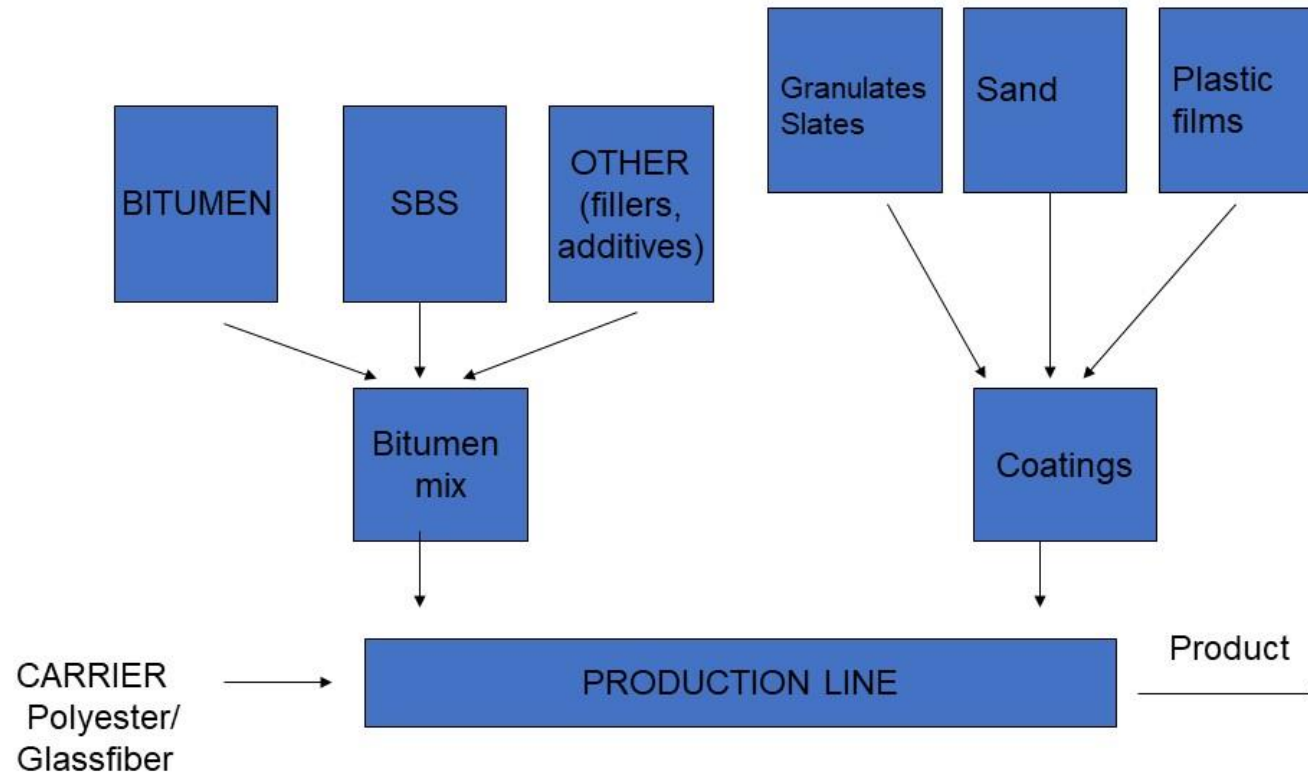 Granulates
Slates
Sand
Plastic
films
BITUMEN
SBS
OTHER
(fillers,
additives)
Bitumen
mix
Coatings
CARRIER
Polyester/
Glassfiber
PRODUCTION LINE
Product